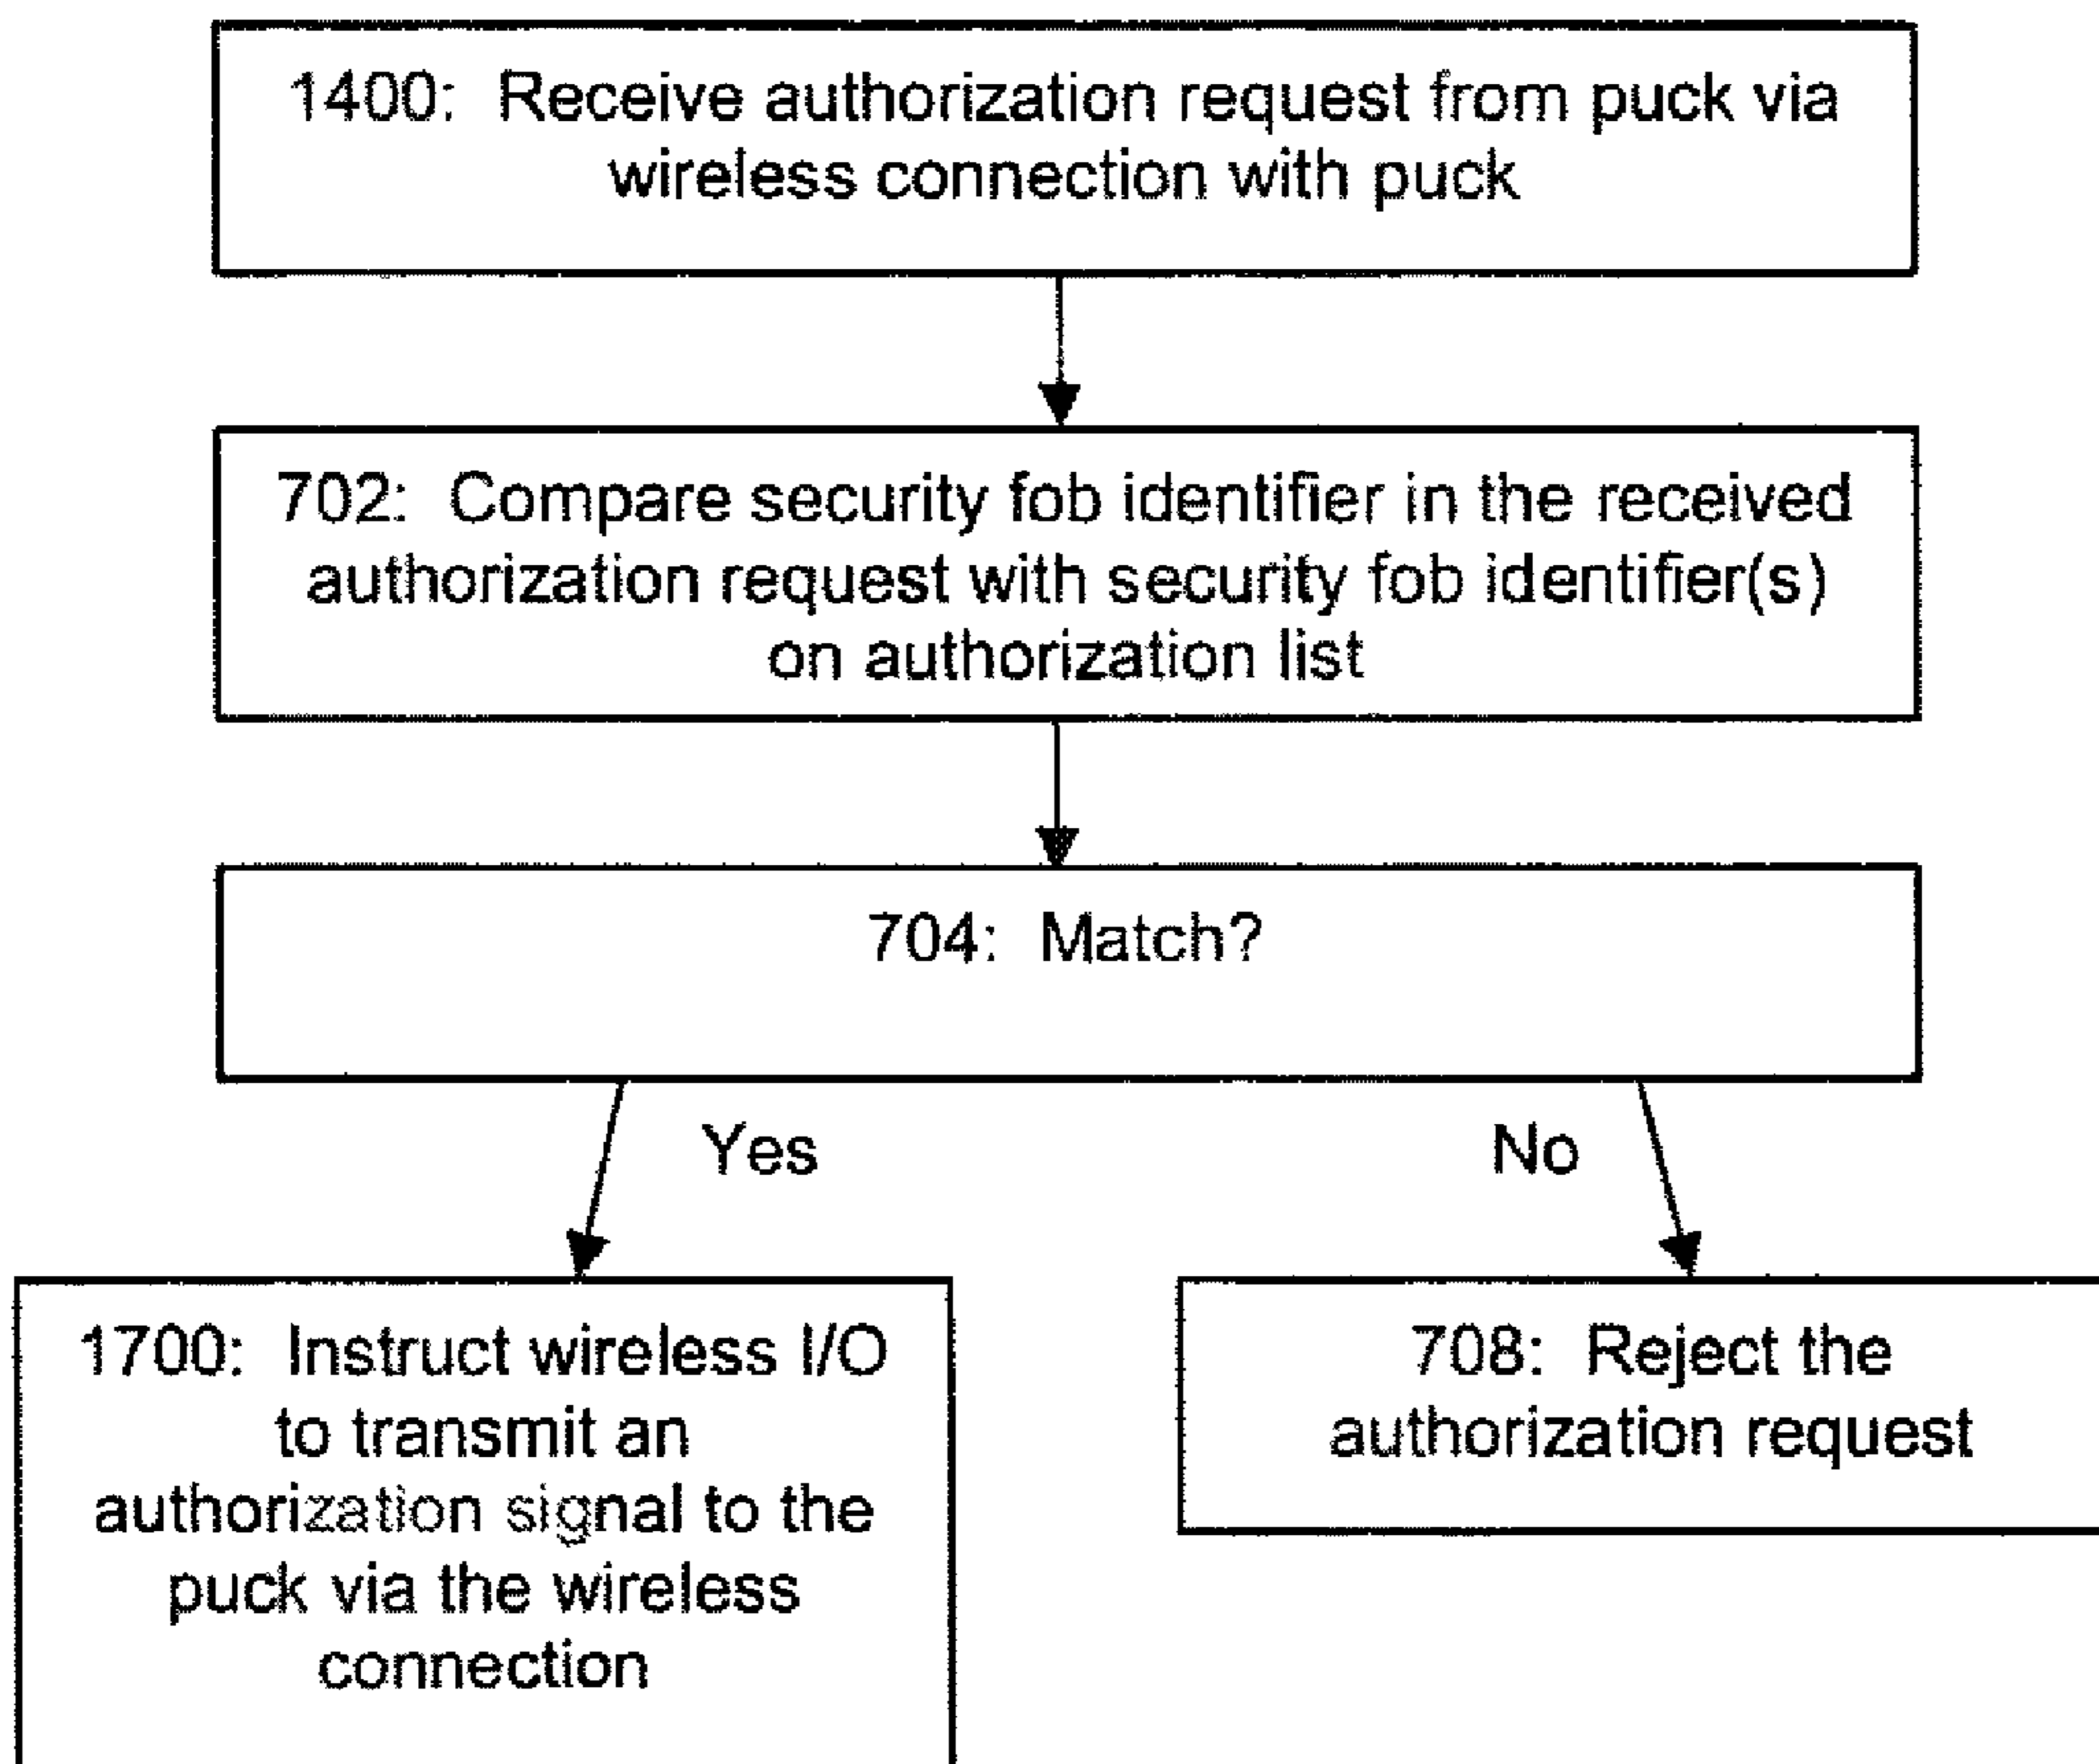 1400: Receive authorization request from puck via
wireless connection with puck
702: Compare security fob identifier in the received
authorization request with security fob identifier(s)
on authorization list
704: Match?
Yes
No
1700: Instruct wireless I/O
to transmit an
authorization signal to the
puck via the wireless
connection
708: Reject the
authorization request